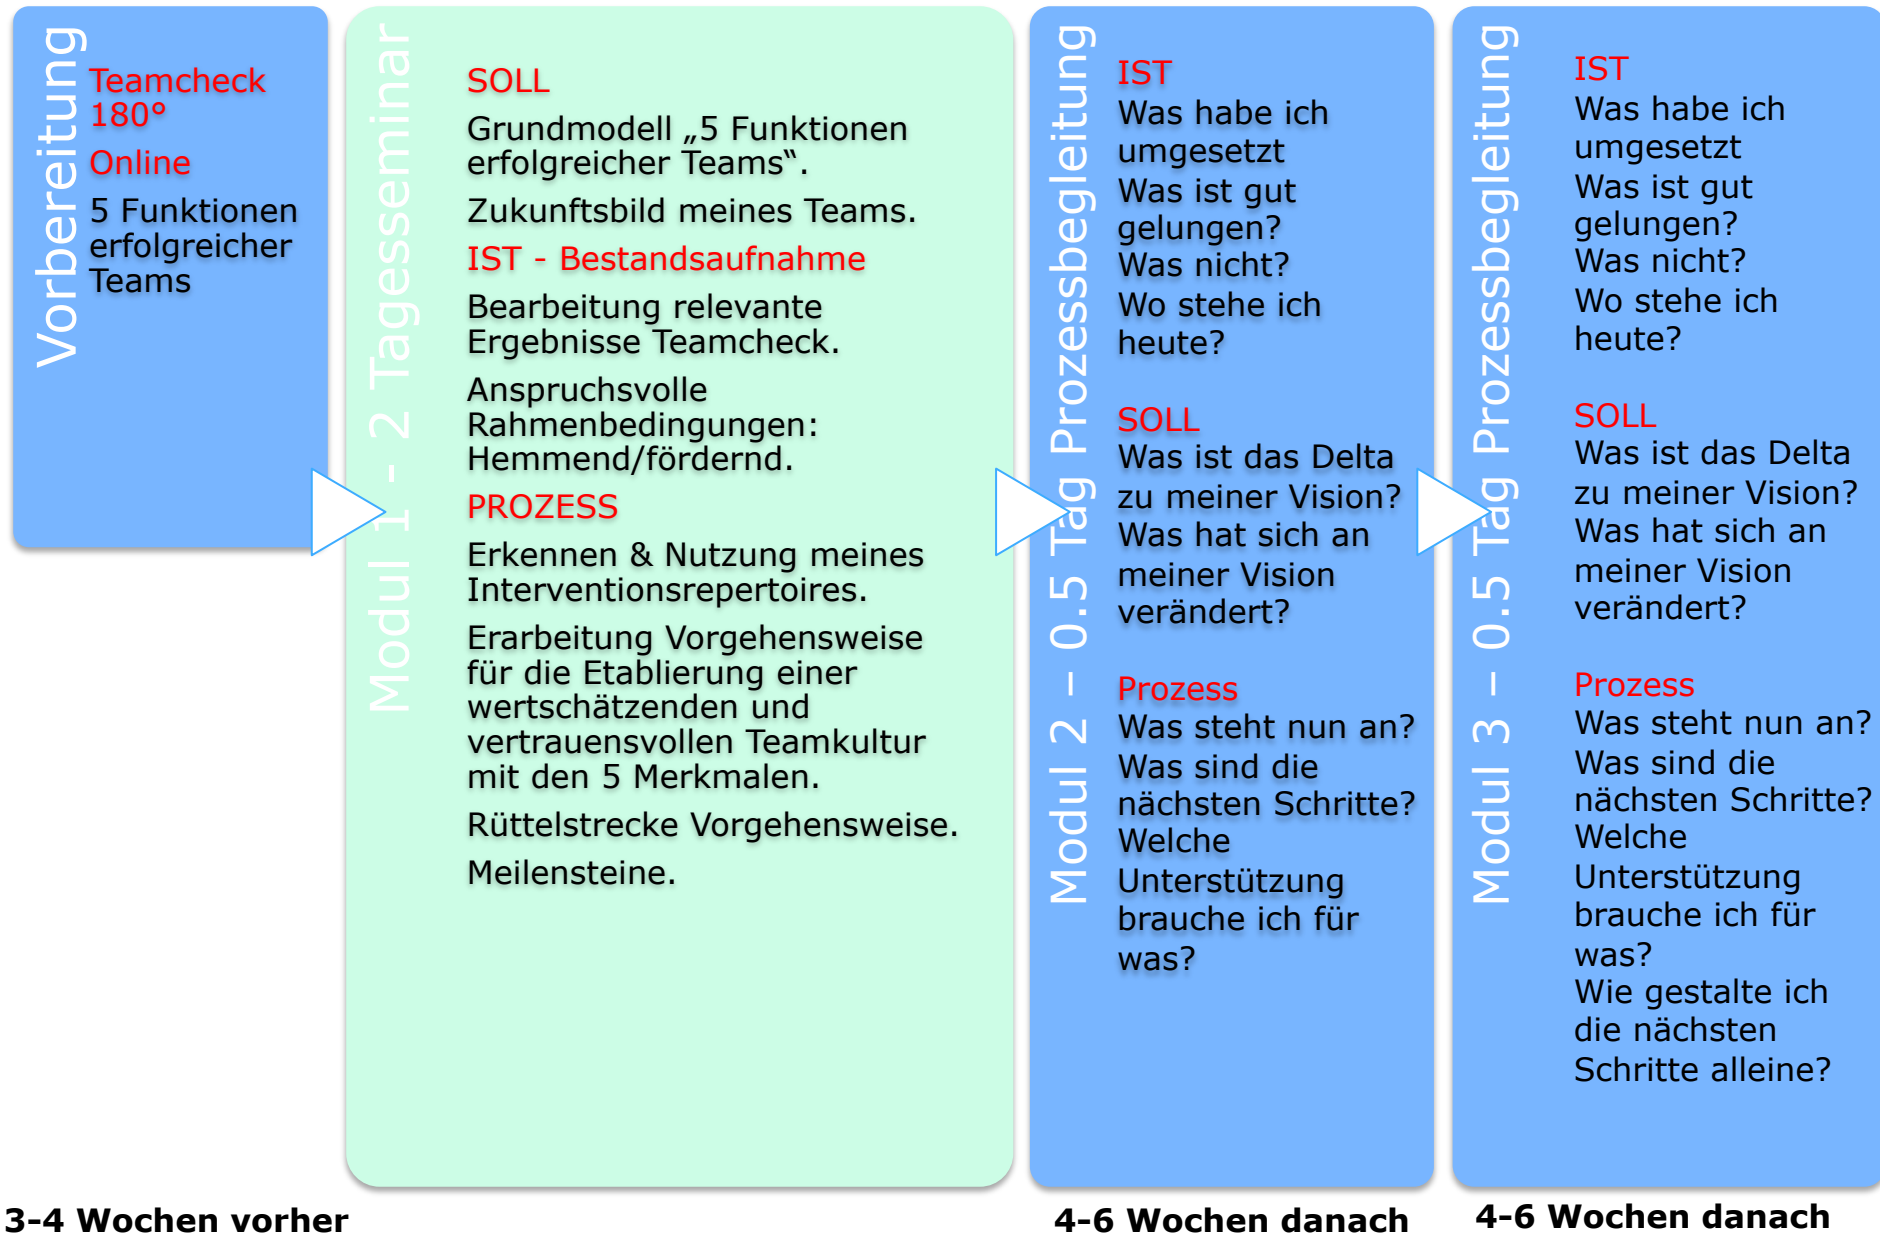 Vorbereitung
Teamcheck
180°
Online
5 Funktionen
erfolgreicher
Teams
Modul 1 - 2 Tagesseminar
SOLL
Grundmodell „5 Funktionen
erfolgreicher Teams“.
Zukunftsbild meines Teams.
IST - Bestandsaufnahme
Bearbeitung relevante
Ergebnisse Teamcheck.
Anspruchsvolle
Rahmenbedingungen:
Hemmend/fördernd.
PROZESS
Erkennen & Nutzung meines
Interventionsrepertoires.
Erarbeitung Vorgehensweise
für die Etablierung einer
wertschätzenden und
vertrauensvollen Teamkultur
mit den 5 Merkmalen.
Rüttelstrecke Vorgehensweise.
Meilensteine.
Modul 2 – 0.5 Tag Prozessbegleitung
IST
Was habe ich
umgesetzt
Was ist gut
gelungen?
Was nicht?
Wo stehe ich
heute?
SOLL
Was ist das Delta
zu meiner Vision?
Was hat sich an
meiner Vision
verändert?
Prozess
Was steht nun an?
Was sind die
nächsten Schritte?
Welche
Unterstützung
brauche ich für
was?
Modul 3 – 0.5 Tag Prozessbegleitung
IST
Was habe ich
umgesetzt
Was ist gut
gelungen?
Was nicht?
Wo stehe ich
heute?
SOLL
Was ist das Delta
zu meiner Vision?
Was hat sich an
meiner Vision
verändert?
Prozess
Was steht nun an?
Was sind die
nächsten Schritte?
Welche
Unterstützung
brauche ich für
was?
Wie gestalte ich
die nächsten
Schritte alleine?
3-4 Wochen vorher
4-6 Wochen danach
4-6 Wochen danach